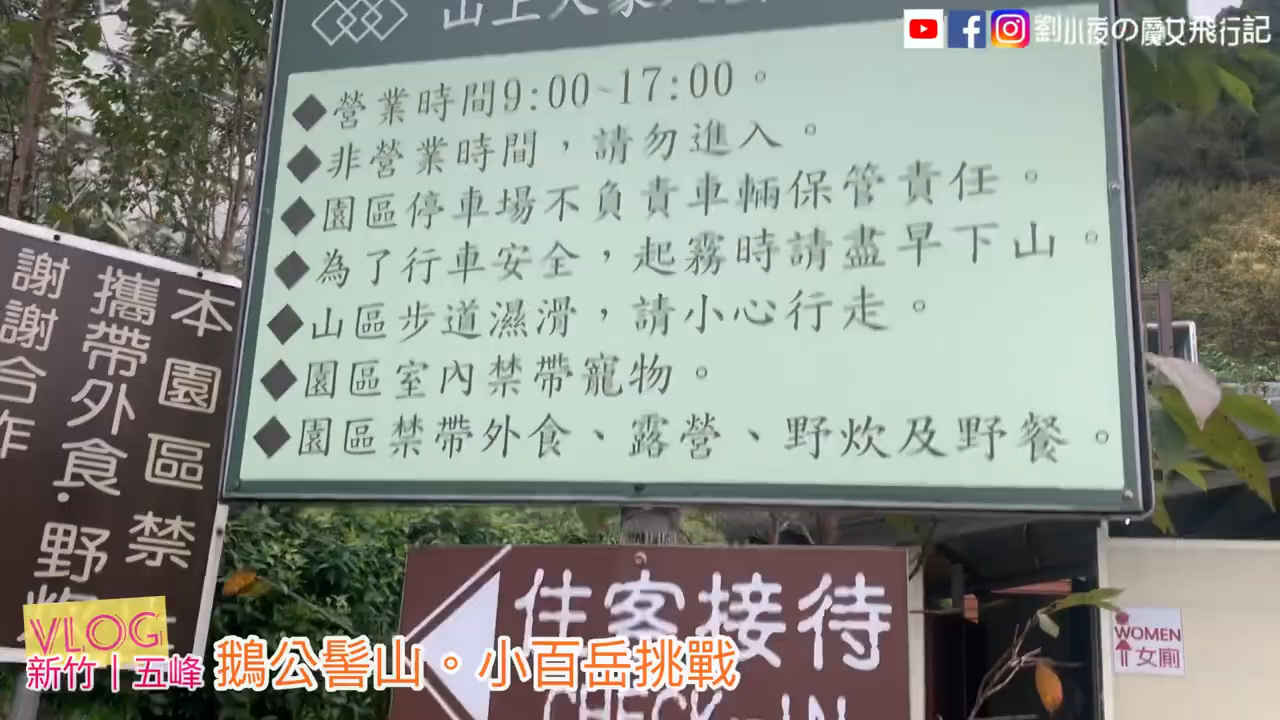 劉小夜の魔女飛行記
山上人家
◆營業時間9:00~17:00。
◆非營業時間，請勿進入。
◆園區停車場不負責車輛保管責任。
◆為了行車安全，起霧時請盡早下山。
◆山區步道濕滑，請小心行走。
◆園區室內禁帶寵物。
◆園區禁帶外食、露營、野炊及野餐。
本園區禁
攜帶外食·野
謝謝合作
住客接待
CHECK-IN
WOMEN
女廁
VLOG
新竹|五峰
鵝公髻山。小百岳挑戰